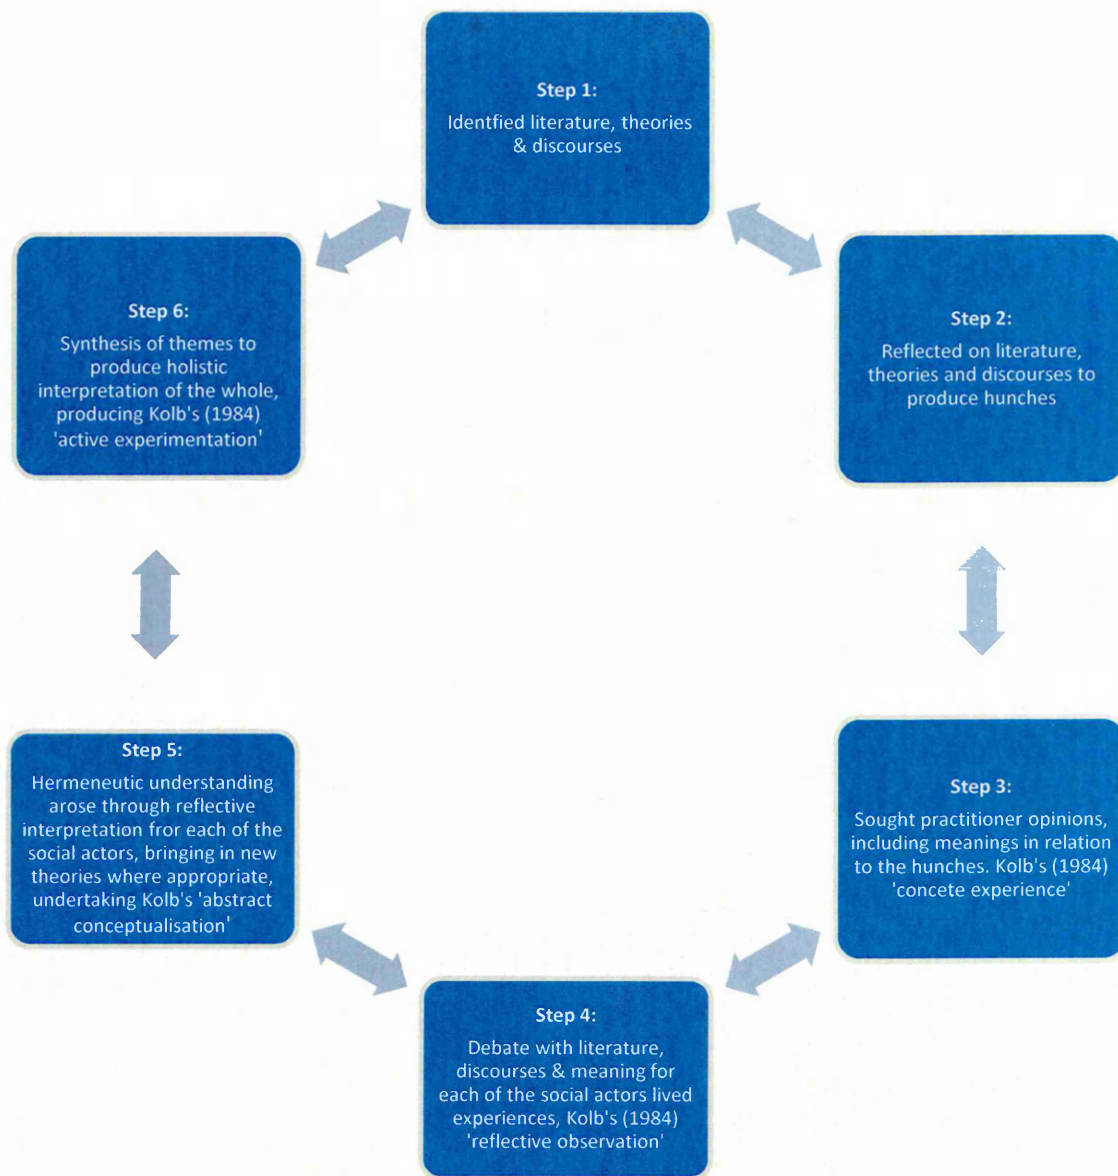 Step 1:
Identfied literature, theories
& discourses
Step 2:
Reflected on literature,
theories and discourses to
produce hunches
Step 3:
Sought practitioner opinions,
including meanings in relation
to the hunches. Kolb's (1984)
'concete experience'
Step 4:
Debate with literature,
discourses & meaning for
each of the social actors lived
experiences, Kolb's (1984)
'reflective observation'
Step 5:
Hermeneutic understanding
arose through reflective
interpretation fror each of the
social actors, bringing in new
theories where appropriate,
undertaking Kolb's 'abstract
conceptualisation'
Step 6:
Synthesis of themes to
produce holistic
interpretation of the whole,
producing Kolb's (1984)
'active experimentation'